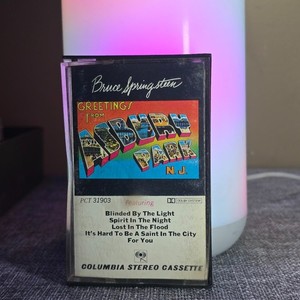 Bruce Springsteen
GREETINGS
from
ASBURY
PARK
N.J.
PCT 31903
Featuring
Blinded By The Light
Spirit In The Night
Lost In The Flood
It's Hard To Be A Saint In The City
For You
COLUMBIA STEREO CASSETTE